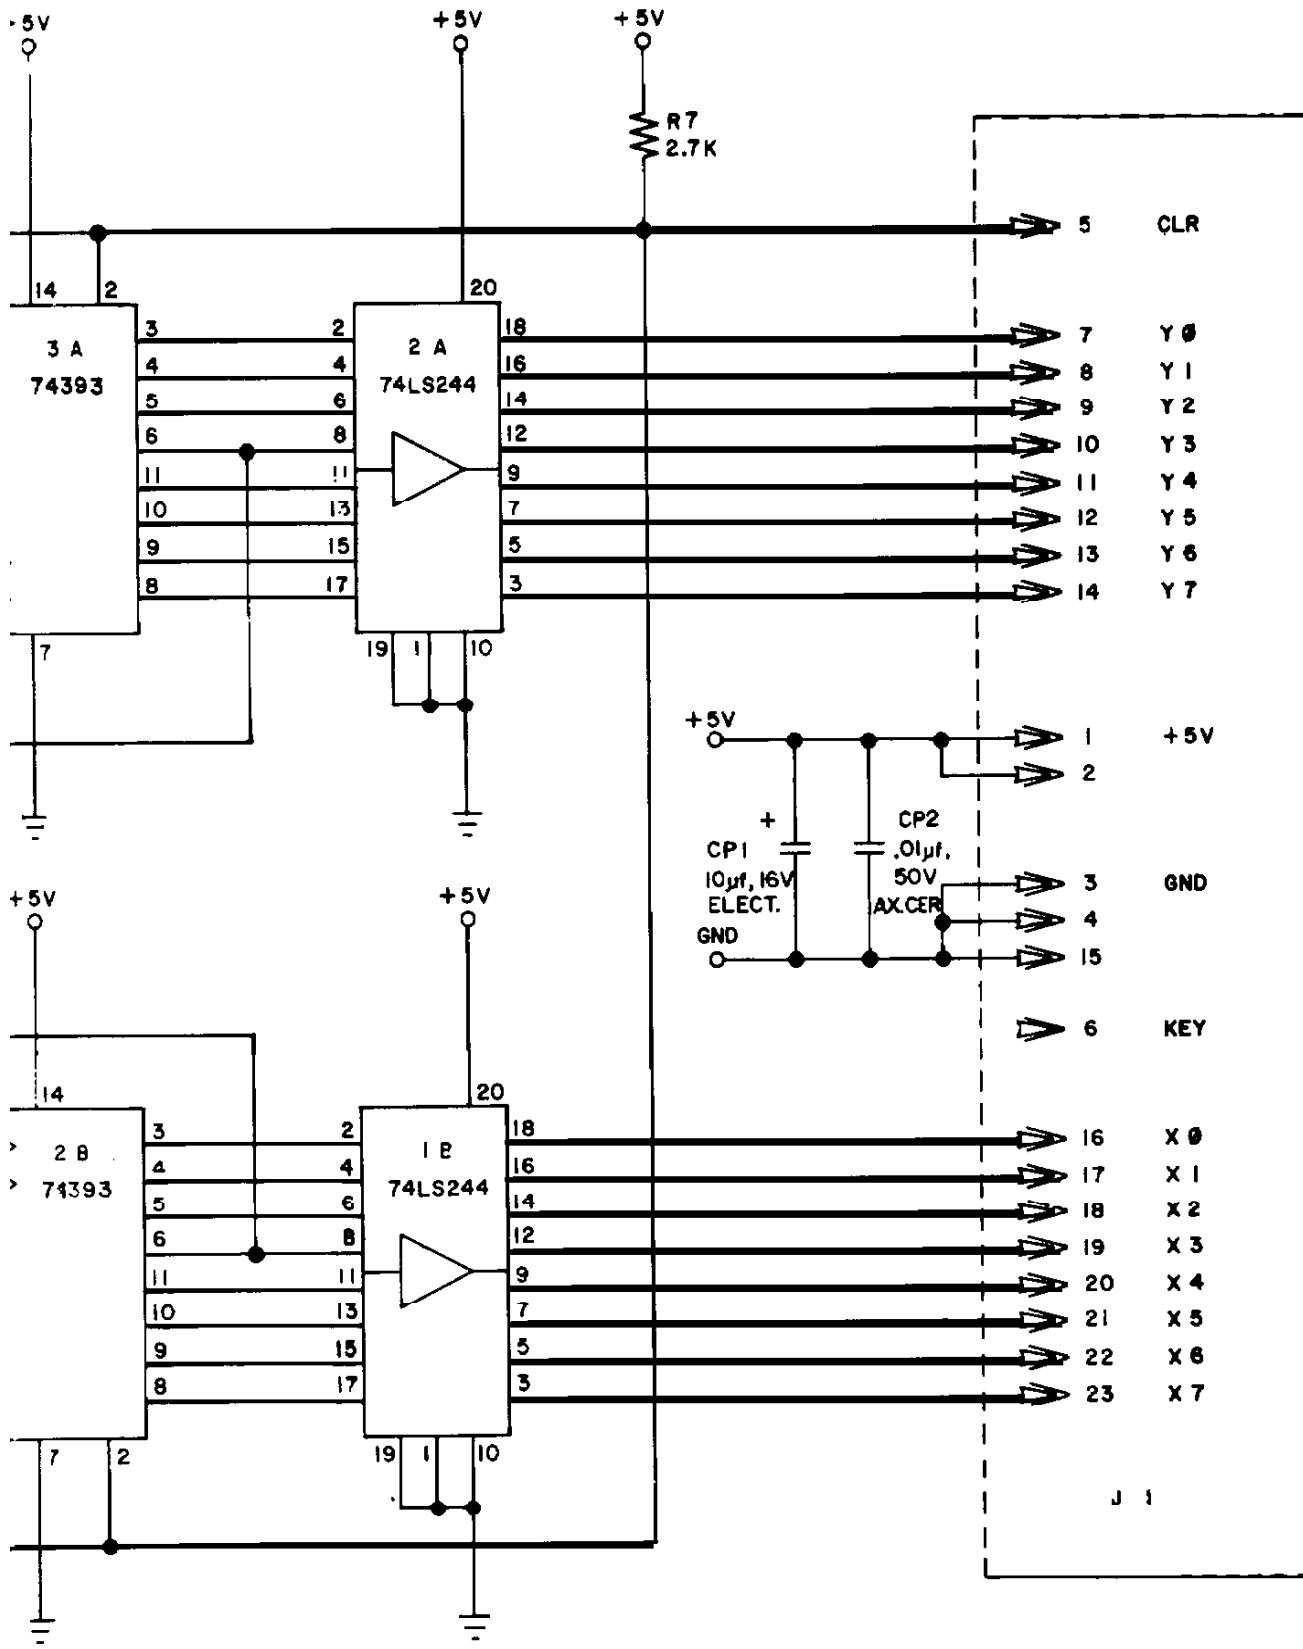 +5V
+5V
+5V
R7
2.7K
5 CLR
14 2
20
3 A
74393
3
4
5
6
11
10
9
8
2
4
6
8
11
13
15
17
2 A
74LS244
18
16
14
12
9
7
5
3
7 Y0
8 Y1
9 Y2
10 Y3
11 Y4
12 Y5
13 Y6
14 Y7
7
19 1 10
+5V
1 +5V
2
+
CP1
10µf, 16V
ELECT.
CP2
.01µf,
50V
AX.CER
GND
3 GND
4
15
6 KEY
+5V
+5V
14
20
2 B
74393
3
4
5
6
11
10
9
8
2
4
6
8
11
13
15
17
1 B
74LS244
18
16
14
12
9
7
5
3
16 X0
17 X1
18 X2
19 X3
20 X4
21 X5
22 X6
23 X7
7 2
19 1 10
J 1